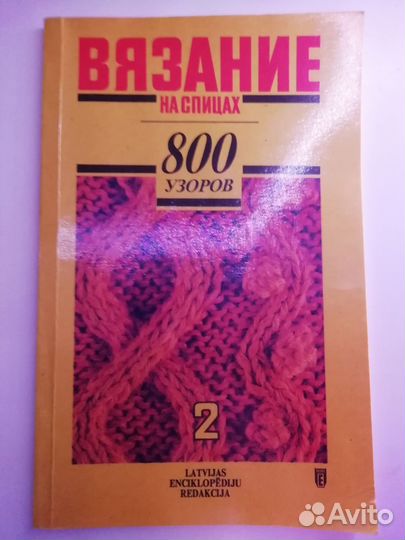 ВЯЗАНИЕ
НА СПИЦАХ
800
УЗОРОВ
2
LATVIJAS
ENCIKLOPĒDIJU
REDAKCIJA
Avito